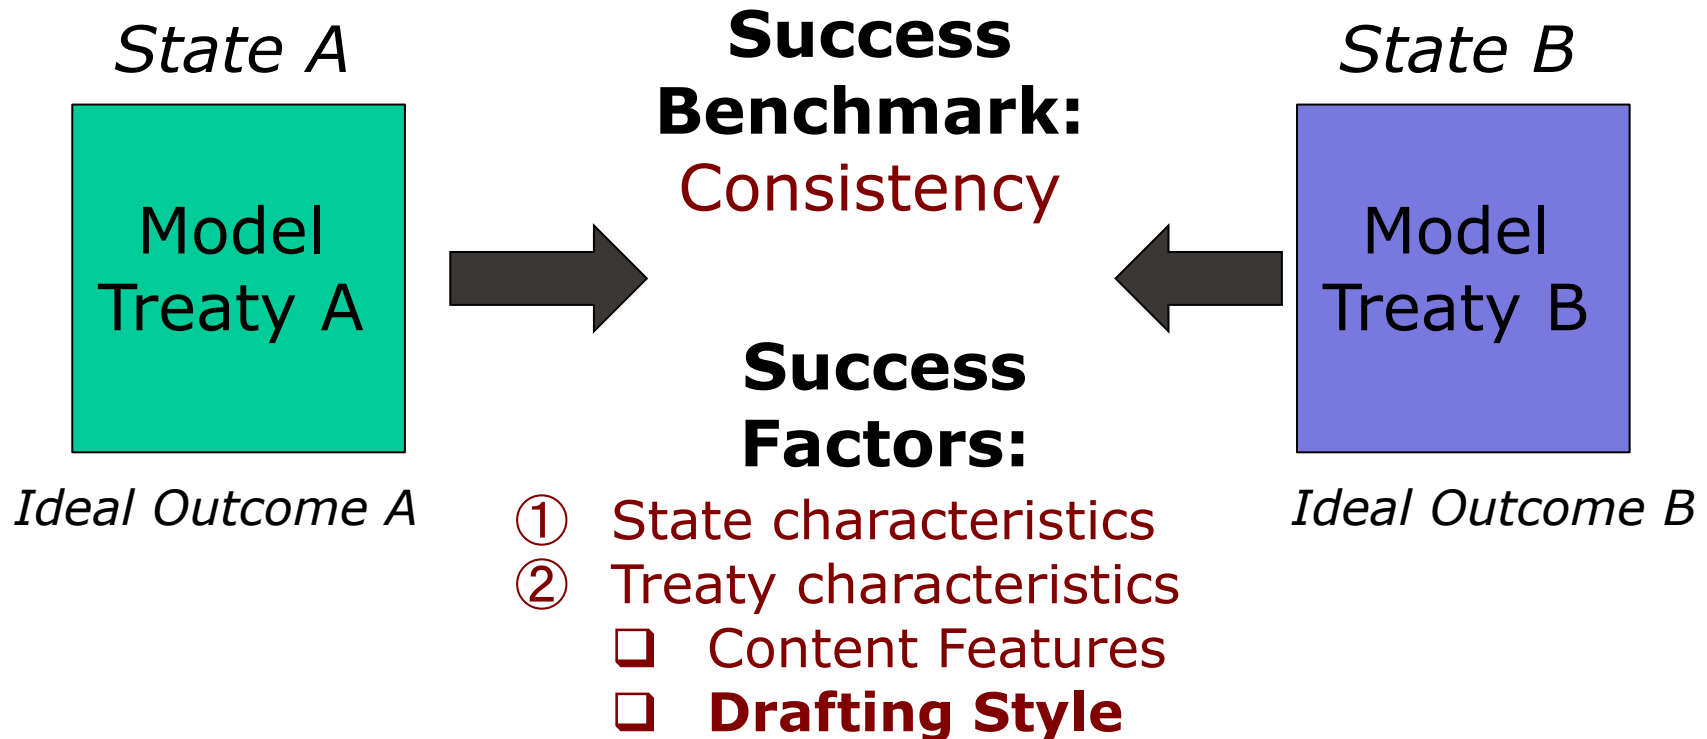 State A
Model
Treaty A
Ideal Outcome A
Success
Benchmark:
Consistency
Success
Factors:
① State characteristics
② Treaty characteristics
❑ Content Features
❑ Drafting Style
State B
Model
Treaty B
Ideal Outcome B